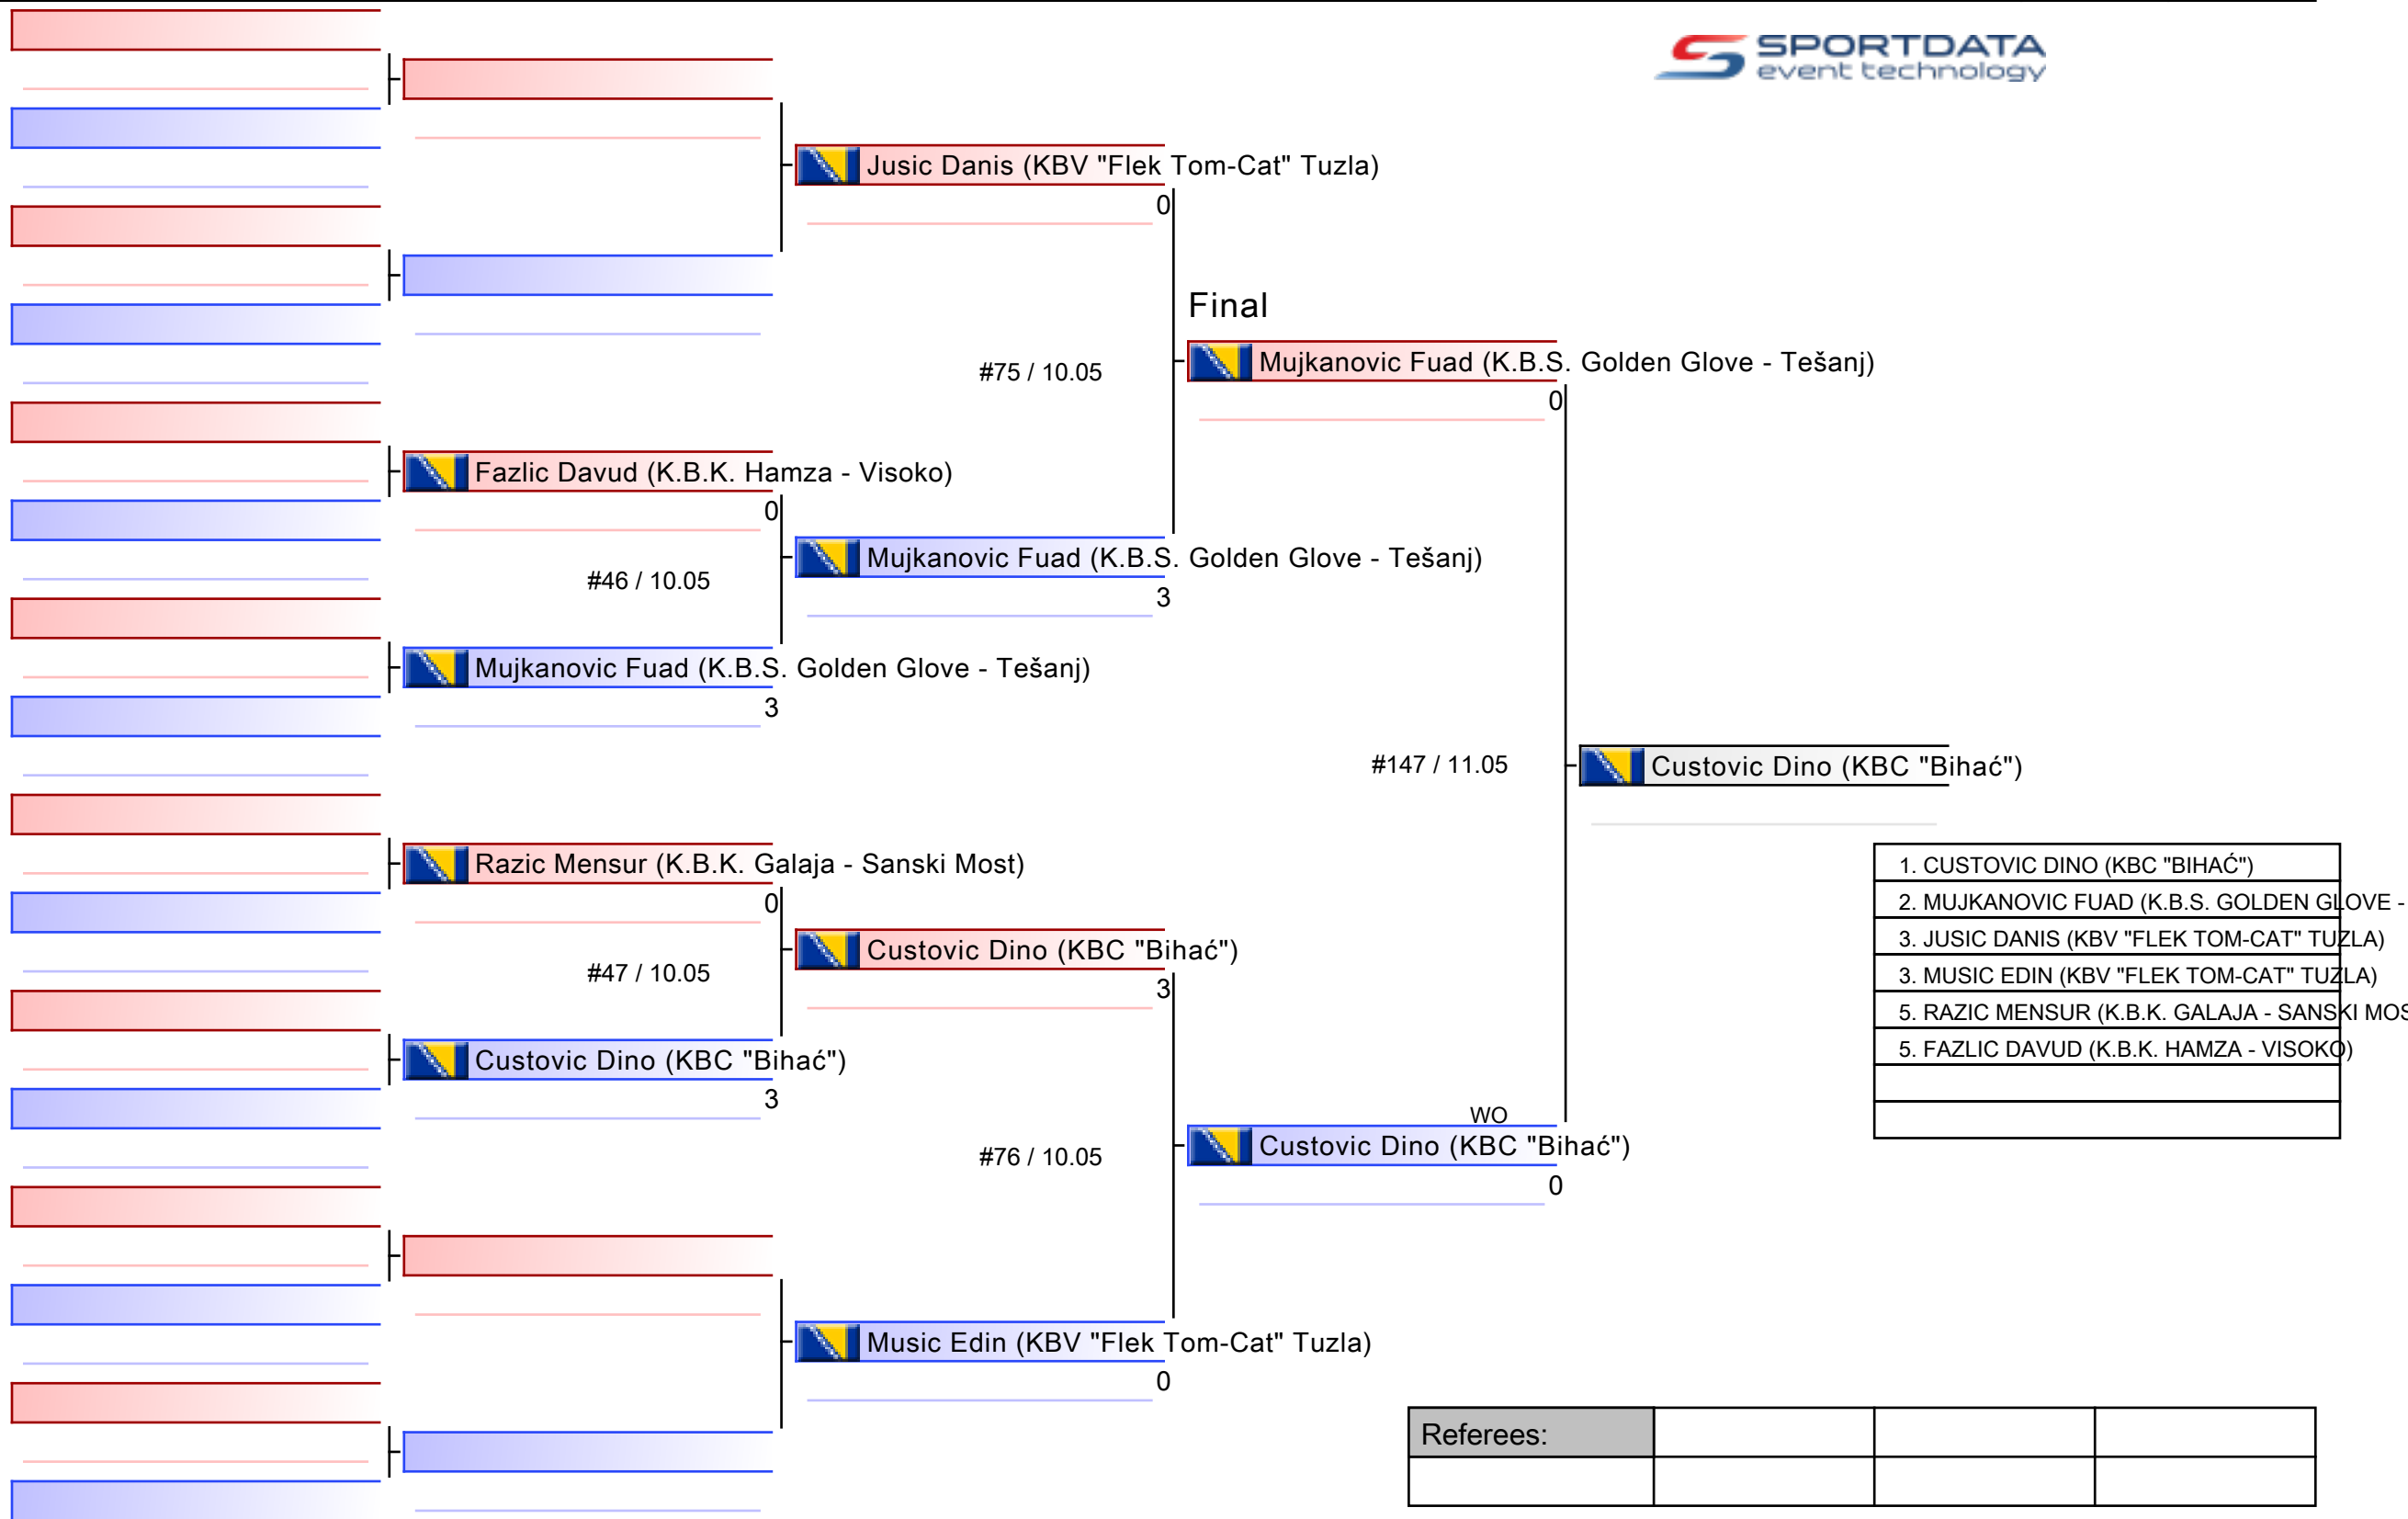 SPORTDATA
event technology
Jusic Danis (KBV "Flek Tom-Cat" Tuzla)
0
Final
#75 / 10.05
Mujkanovic Fuad (K.B.S. Golden Glove - Tešanj)
0
Fazlic Davud (K.B.K. Hamza - Visoko)
0
#46 / 10.05
Mujkanovic Fuad (K.B.S. Golden Glove - Tešanj)
3
Mujkanovic Fuad (K.B.S. Golden Glove - Tešanj)
3
#147 / 11.05
Custovic Dino (KBC "Bihać")
Razic Mensur (K.B.K. Galaja - Sanski Most)
0
#47 / 10.05
Custovic Dino (KBC "Bihać")
3
Custovic Dino (KBC "Bihać")
3
#76 / 10.05
WO
Custovic Dino (KBC "Bihać")
0
Music Edin (KBV "Flek Tom-Cat" Tuzla)
0
1. CUSTOVIC DINO (KBC "BIHAĆ")
2. MUJKANOVIC FUAD (K.B.S. GOLDEN GLOVE -
3. JUSIC DANIS (KBV "FLEK TOM-CAT" TUZLA)
3. MUSIC EDIN (KBV "FLEK TOM-CAT" TUZLA)
5. RAZIC MENSUR (K.B.K. GALAJA - SANSKI MOS
5. FAZLIC DAVUD (K.B.K. HAMZA - VISOKO)
Referees: